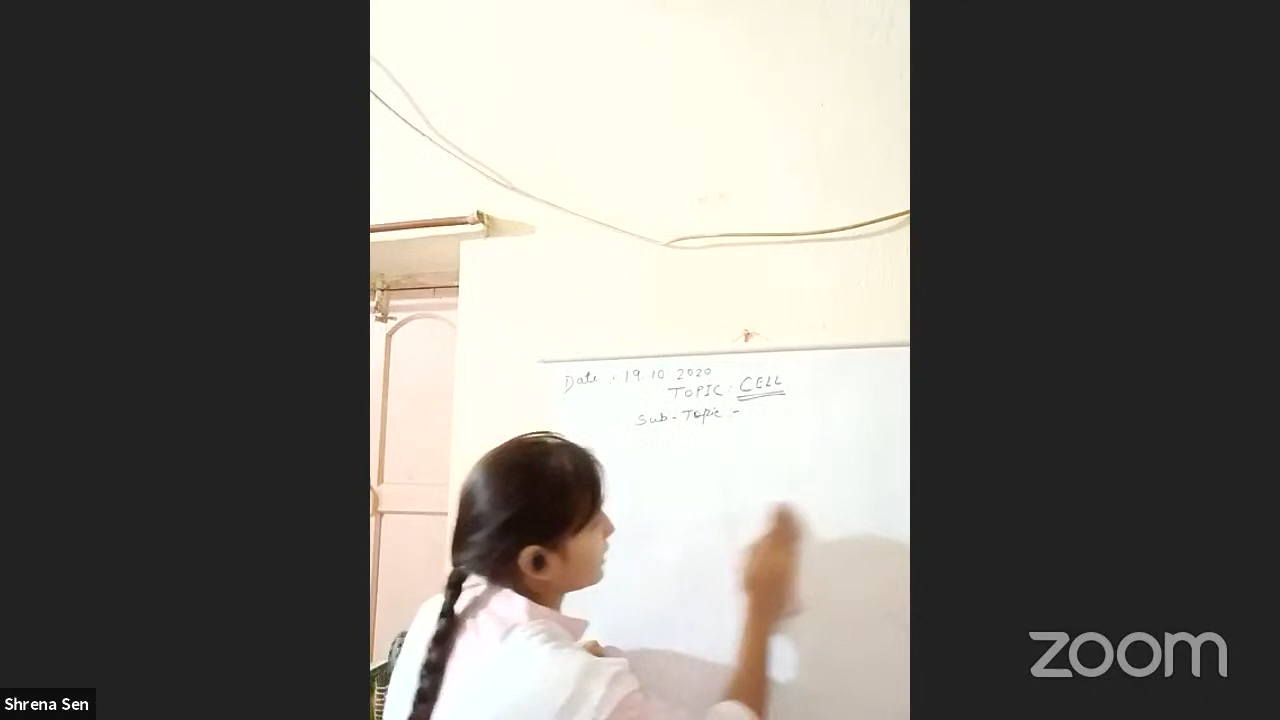 Date : 19.10 2020
TOPIC : CELL
Sub-Topic :-
zoom
Shrena Sen